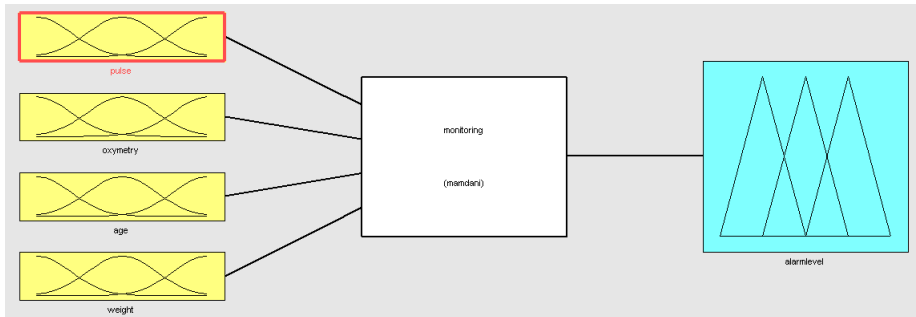 pulse
oxymetry
age
weight
monitoring
(mamdani)
alarmlevel